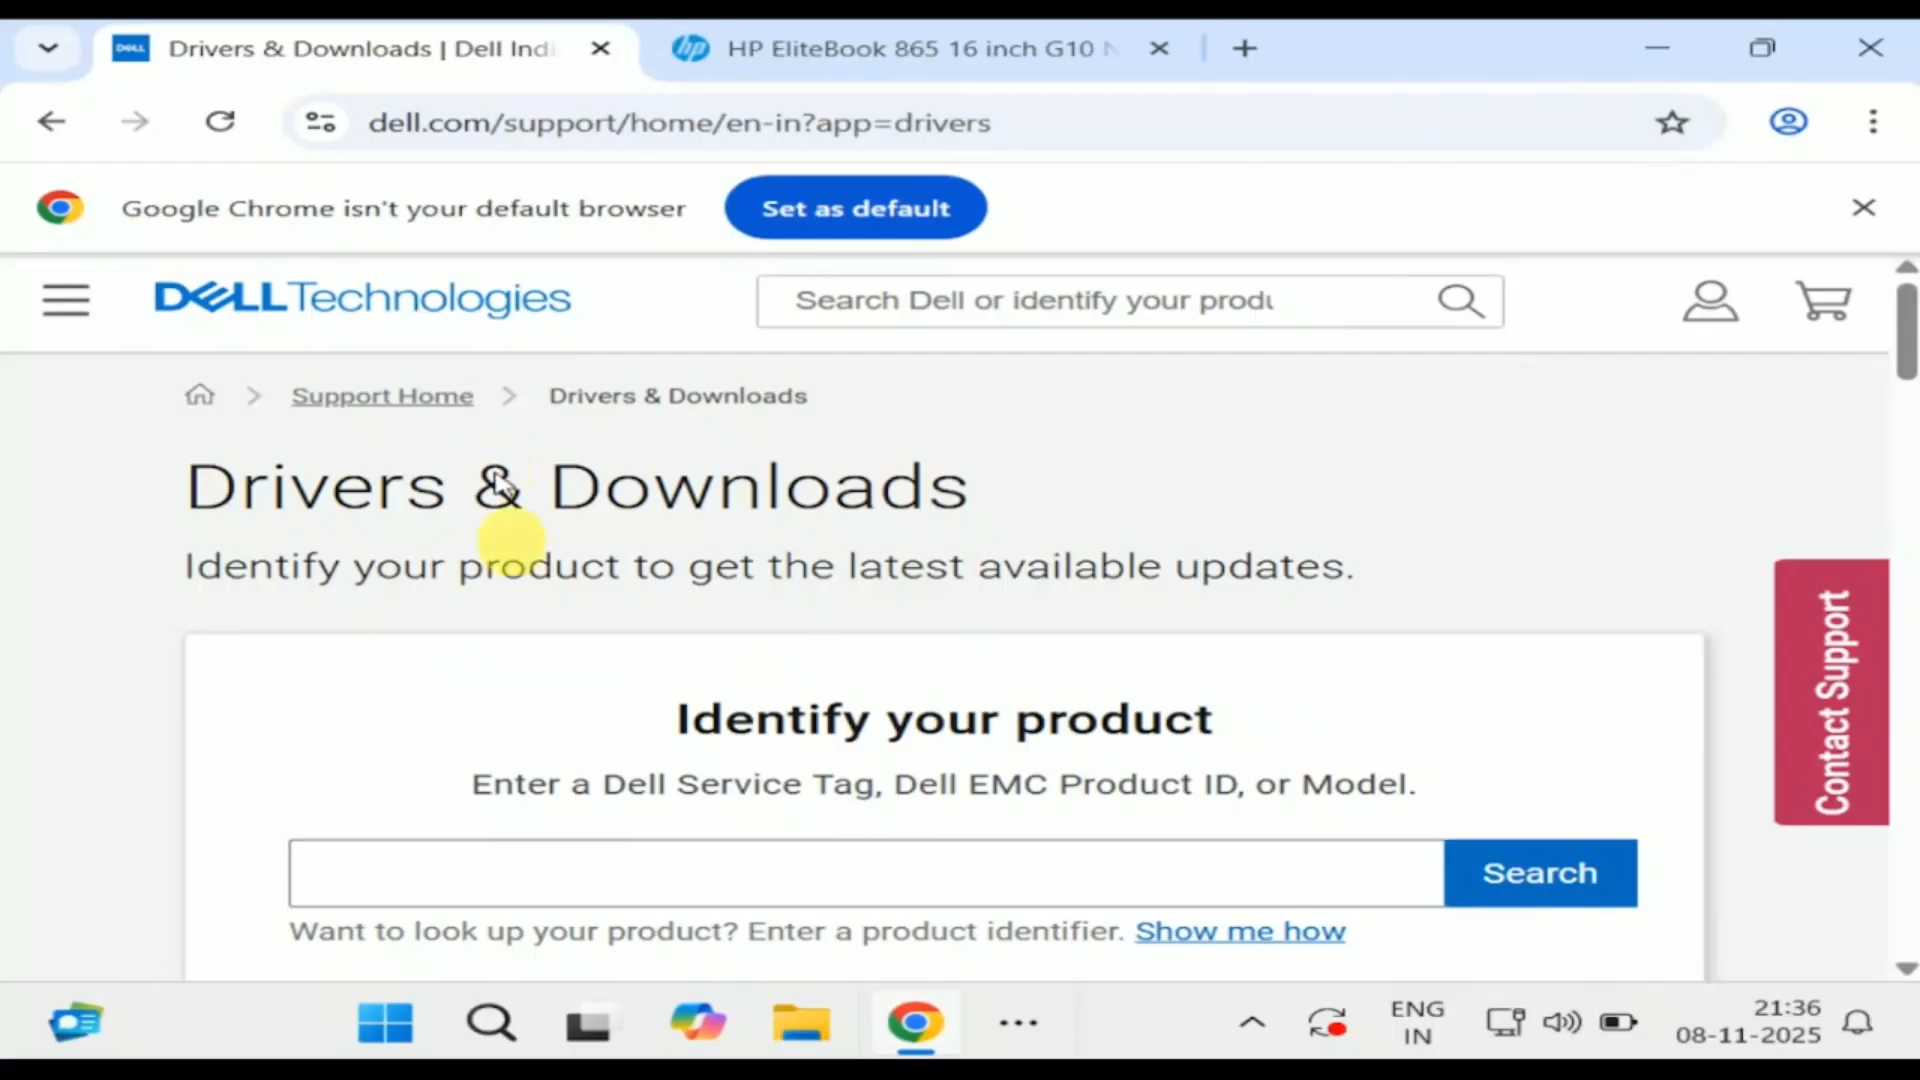 DELL
Drivers & Downloads | Dell Indi
hp
HP EliteBook 865 16 inch G10 N
dell.com/support/home/en-in?app=drivers
Google Chrome isn't your default browser
Set as default
DELL Technologies
Search Dell or identify your produ
Support Home
Drivers & Downloads
Drivers & Downloads
Identify your product to get the latest available updates.
Contact Support
Identify your product
Enter a Dell Service Tag, Dell EMC Product ID, or Model.
Search
Want to look up your product? Enter a product identifier. Show me how
ENG
IN
21:36
08-11-2025